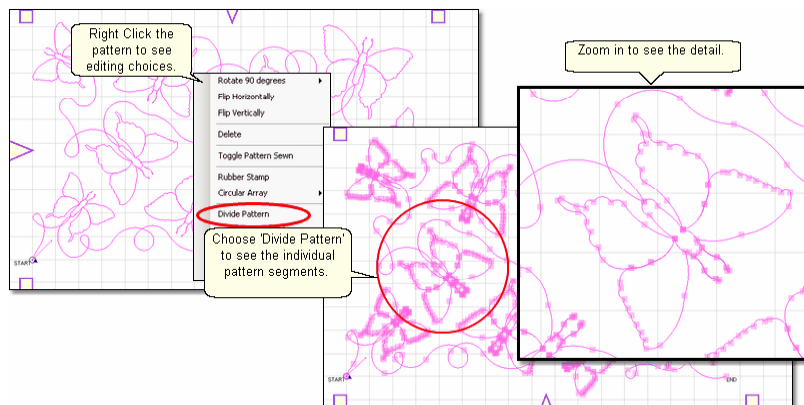 Right Click the
pattern to see
editing choices.
Zoom in to see the detail.
Rotate 90 degrees
Flip Horizontally
Flip Vertically
Delete
Toggle Pattern Sewn
Rubber Stamp
Circular Array
Divide Pattern
Choose 'Divide Pattern'
to see the individual
pattern segments.
START
START
END